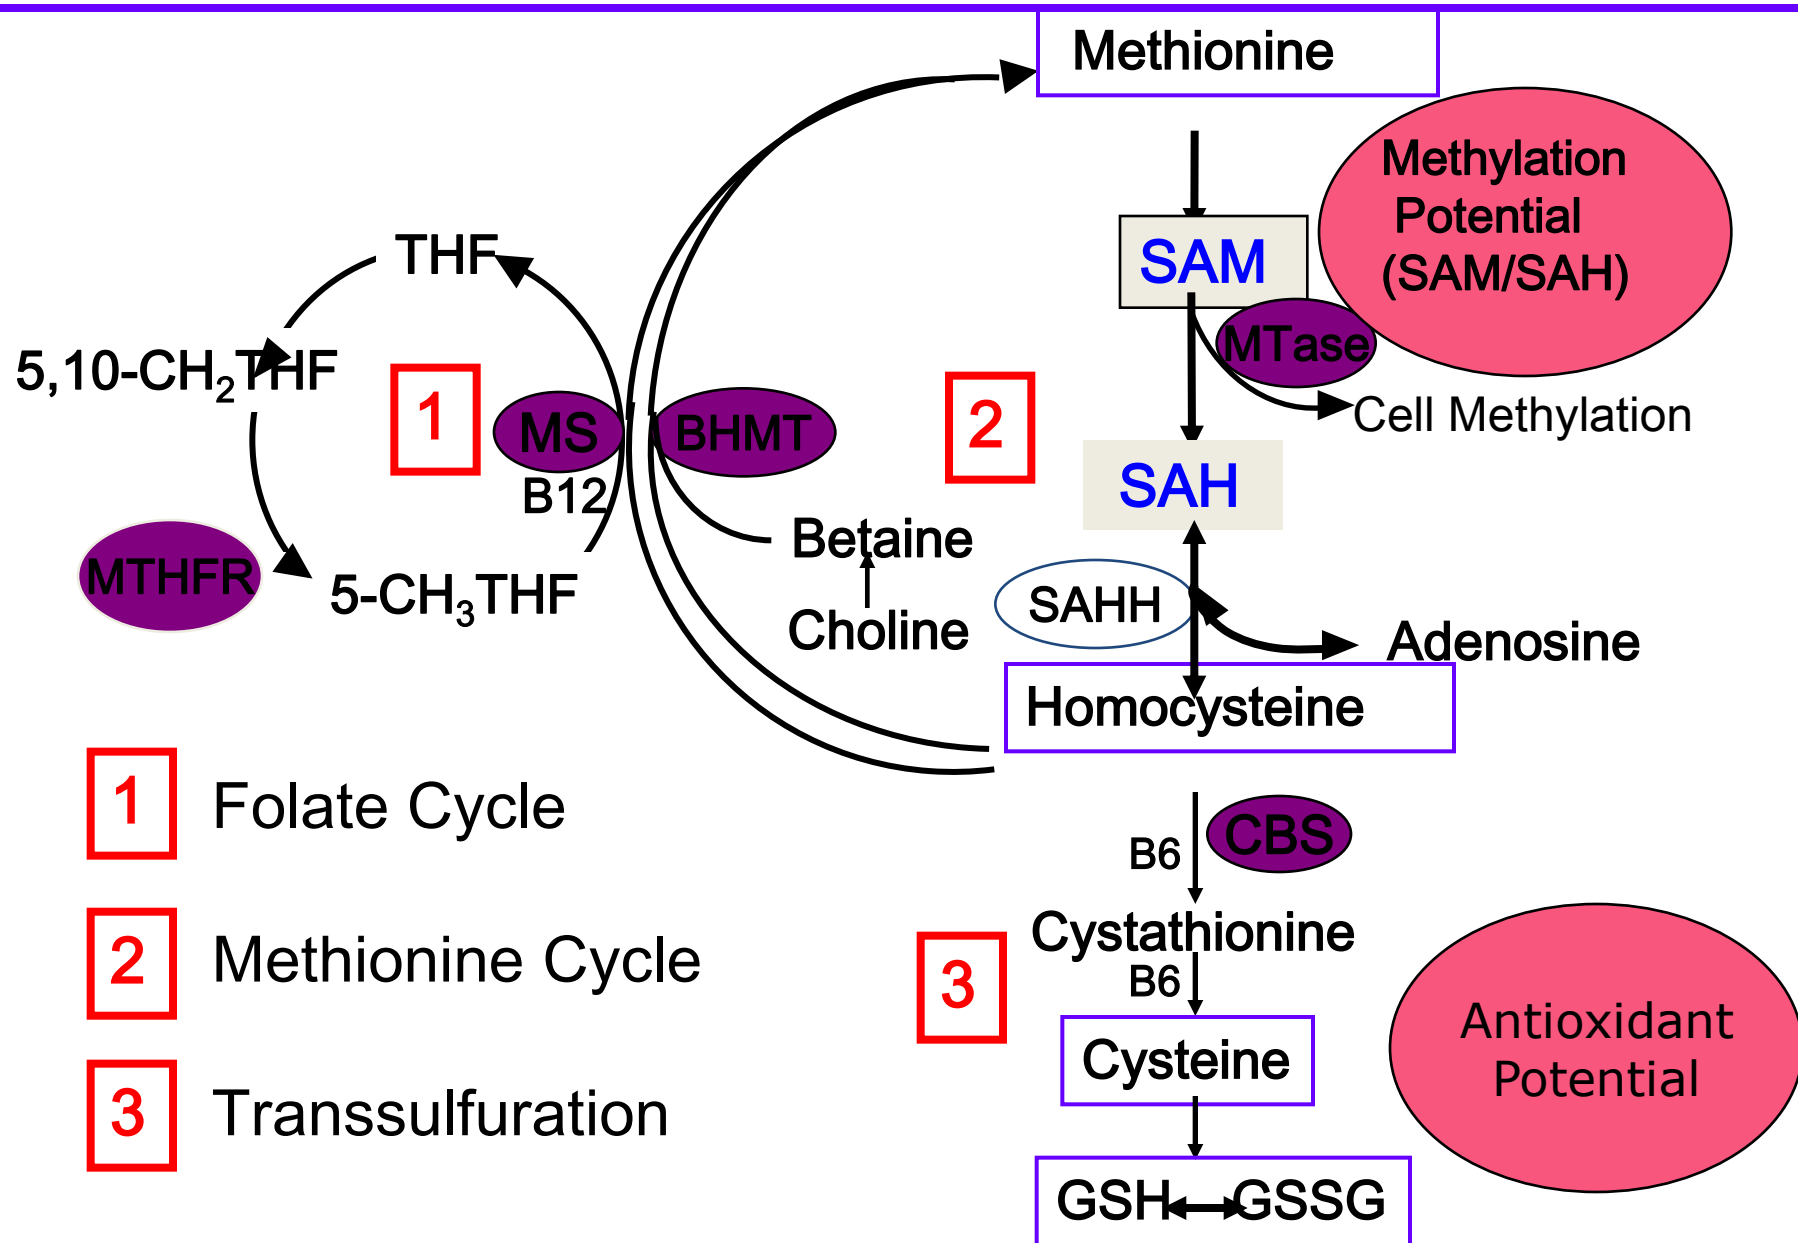 Methionine
Methylation
Potential
(SAM/SAH)
THF
SAM
MTase
5,10-CH₂THF
1
MS
BHMT
2
Cell Methylation
B12
SAH
Betaine
MTHFR
5-CH₃THF
SAHH
Choline
Adenosine
Homocysteine
1 Folate Cycle
B6
CBS
2 Methionine Cycle
Cystathionine
3
B6
Antioxidant
Potential
Cysteine
3 Transsulfuration
GSH GSSG